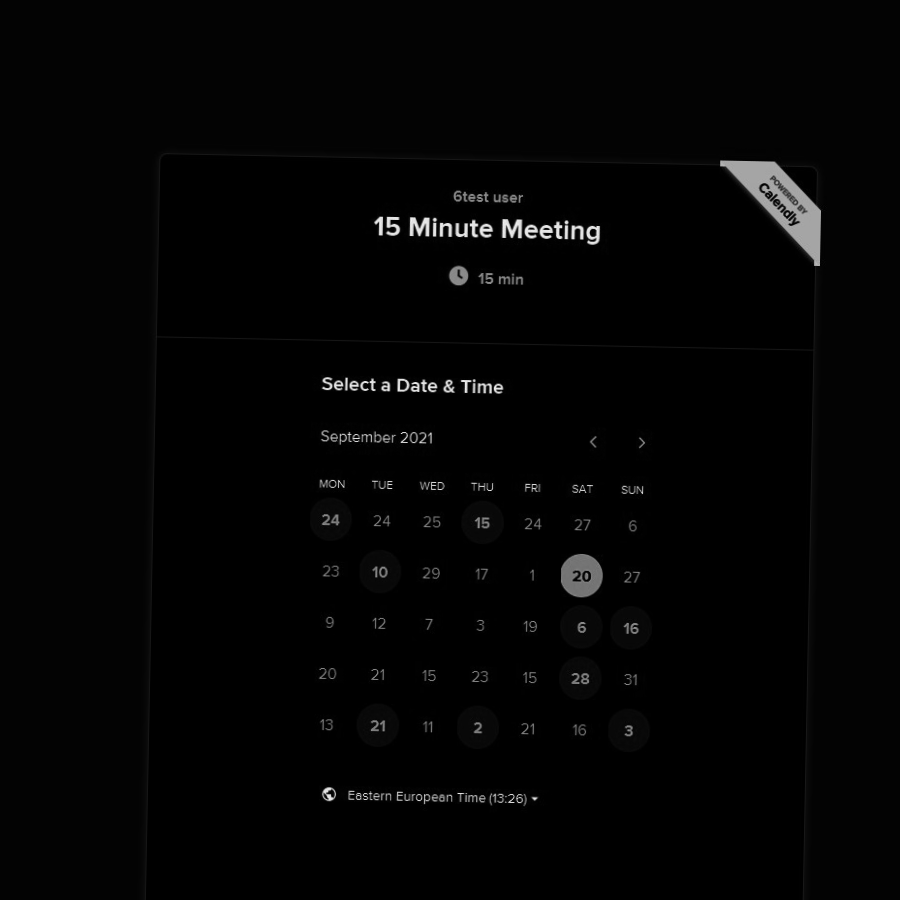 POWERED BY
Calendly
6test user
15 Minute Meeting
15 min
Select a Date & Time
September 2021
MON TUE WED THU FRI SAT SUN
24 24 25 15 24 27 6
23 10 29 17 1 20 27
9 12 7 3 19 6 16
20 21 15 23 15 28 31
13 21 11 2 21 16 3
Eastern European Time (13:26)